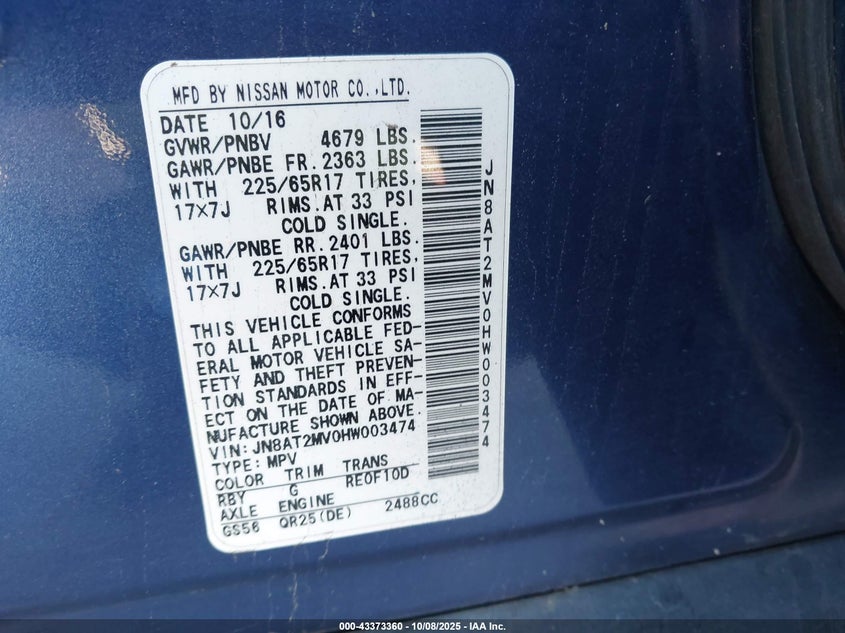 MFD BY NISSAN MOTOR CO.,LTD.
DATE 10/16
GVWR/PNBV 4679 LBS.
GAWR/PNBE FR. 2363 LBS.
WITH 225/65R17 TIRES,
17x7J RIMS.AT 33 PSI
COLD SINGLE.
GAWR/PNBE RR. 2401 LBS.
WITH 225/65R17 TIRES,
17x7J RIMS.AT 33 PSI
COLD SINGLE.
THIS VEHICLE CONFORMS
TO ALL APPLICABLE FED-
ERAL MOTOR VEHICLE SA-
FETY AND THEFT PREVEN-
TION STANDARDS IN EFF-
ECT ON THE DATE OF MA-
NUFACTURE SHOWN ABOVE.
VIN:JN8AT2MV0HW003474
TYPE:MPV
COLOR TRIM TRANS
RBY G RE0F10D
AXLE ENGINE
GS56 QR25(DE) 2488CC
JN8AT2MV0HW003474
000-43373360 - 10/08/2025 - IAA Inc.